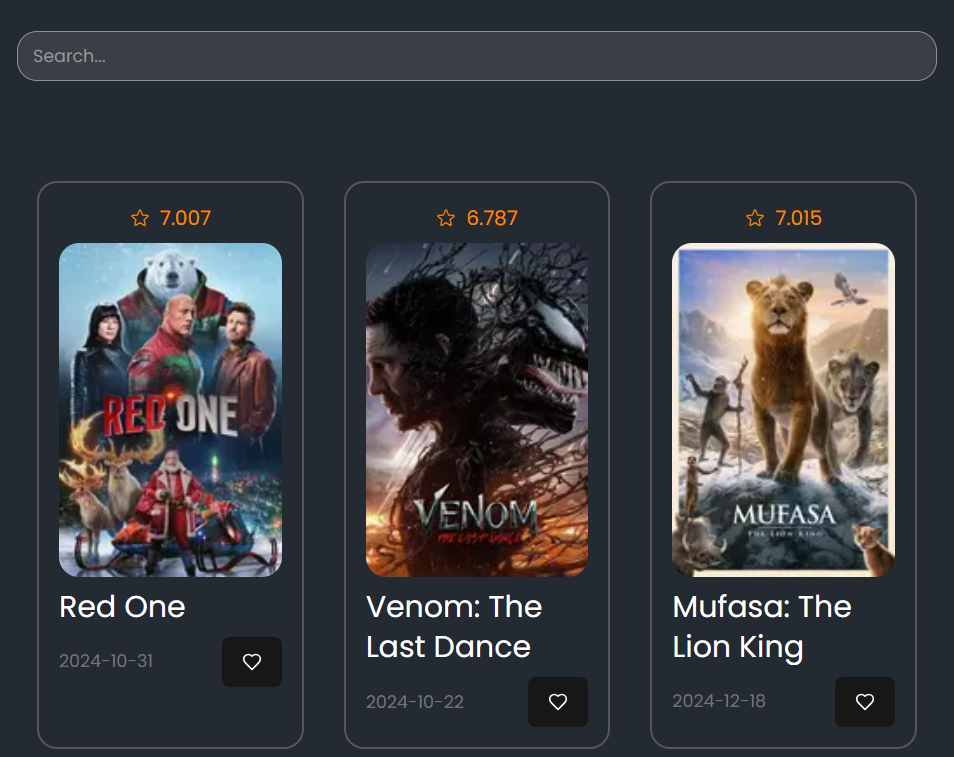 Search...
7.007
6.787
7.015
RED ONE
VENOM
THE LAST DANCE
MUFASA
THE LION KING
Red One
Venom: The
Last Dance
Mufasa: The
Lion King
2024-10-31
2024-10-22
2024-12-18